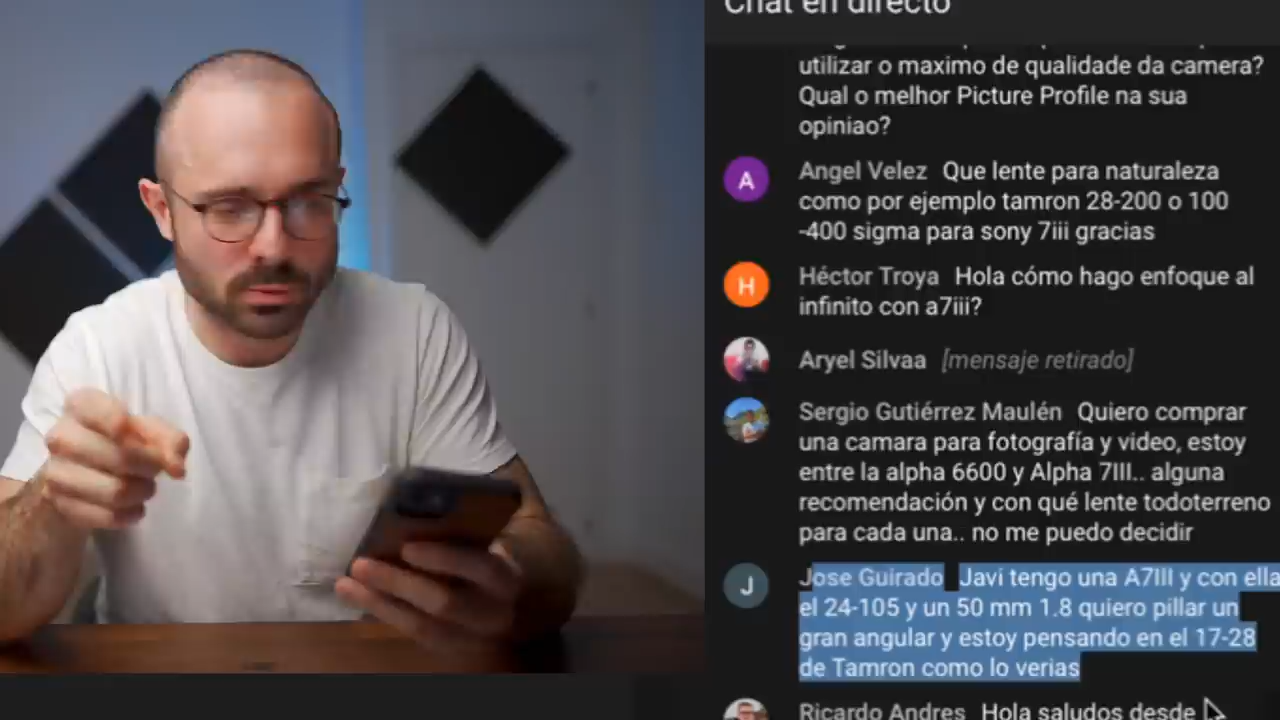 Chat en directo
utilizar o maximo de qualidade da camera?
Qual o melhor Picture Profile na sua
opiniao?
A
Angel Velez Que lente para naturaleza
como por ejemplo tamron 28-200 o 100
-400 sigma para sony 7iii gracias
H
Héctor Troya Hola cómo hago enfoque al
infinito con a7iii?
Aryel Silvaa [mensaje retirado]
Sergio Gutiérrez Maulén Quiero comprar
una camara para fotografía y video, estoy
entre la alpha 6600 y Alpha 7III.. alguna
recomendación y con qué lente todoterreno
para cada una.. no me puedo decidir
J
Jose Guirado Javi tengo una A7III y con ella
el 24-105 y un 50 mm 1.8 quiero pillar un
gran angular y estoy pensando en el 17-28
de Tamron como lo verias
Ricardo Andres Hola saludos desde